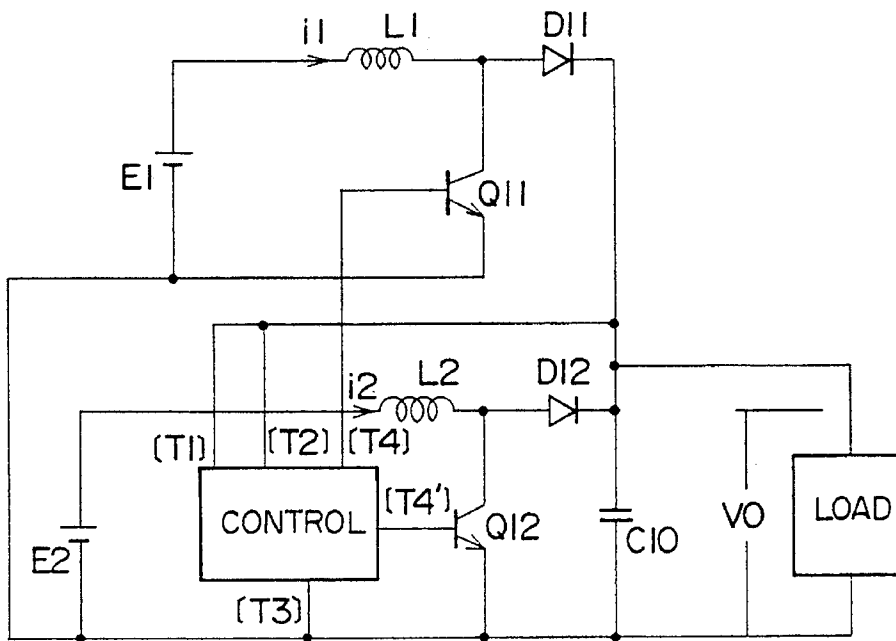 i1
L1
D11
E1
Q11
i2
L2
D12
[T1]
[T2]
[T4]
CONTROL
[T4']
Q12
C10
VO
LOAD
E2
[T3]